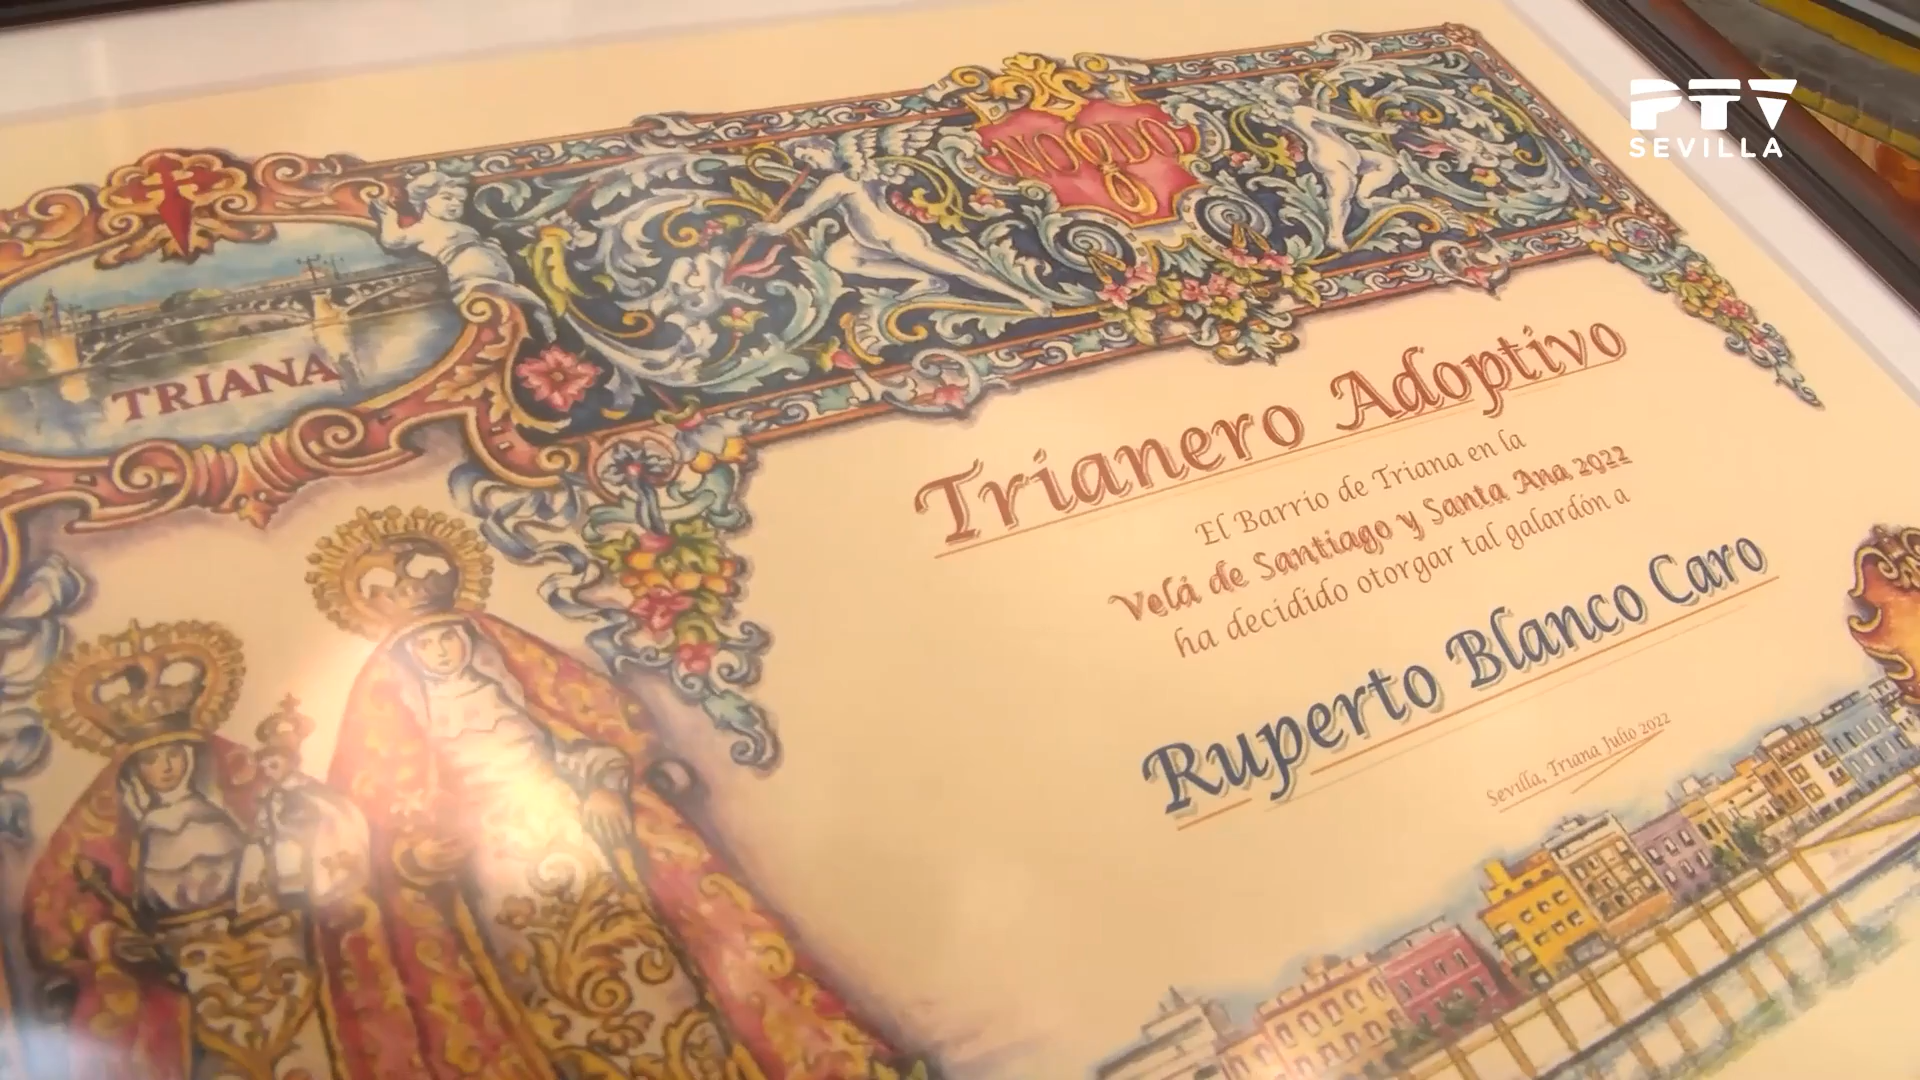 PTV
SEVILLA
NO8DO
TRIANA
Trianero Adoptivo
El Barrio de Triana en la
Velá de Santiago y Santa Ana 2022
ha decidido otorgar tal galardón a
Ruperto Blanco Caro
Sevilla, Triana Julio 2022